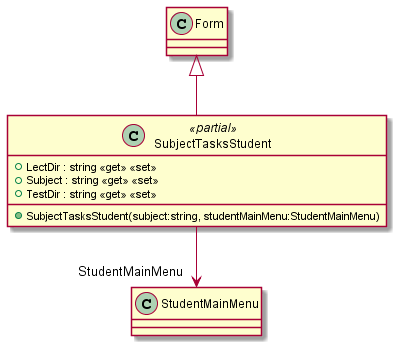 C Form
«partial»
C SubjectTasksStudent
LectDir : string «get» «set»
Subject : string «get» «set»
TestDir : string «get» «set»
SubjectTasksStudent(subject:string, studentMainMenu:StudentMainMenu)
StudentMainMenu
C StudentMainMenu